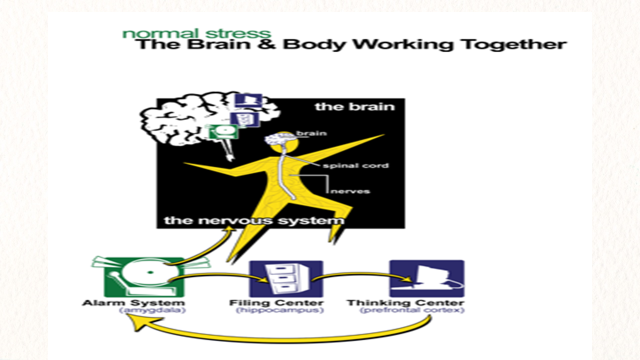 normal stress
The Brain & Body Working Together
the brain
brain
spinal cord
nerves
the nervous system
Alarm System
(amygdala)
Filing Center
(hippocampus)
Thinking Center
(prefrontal cortex)